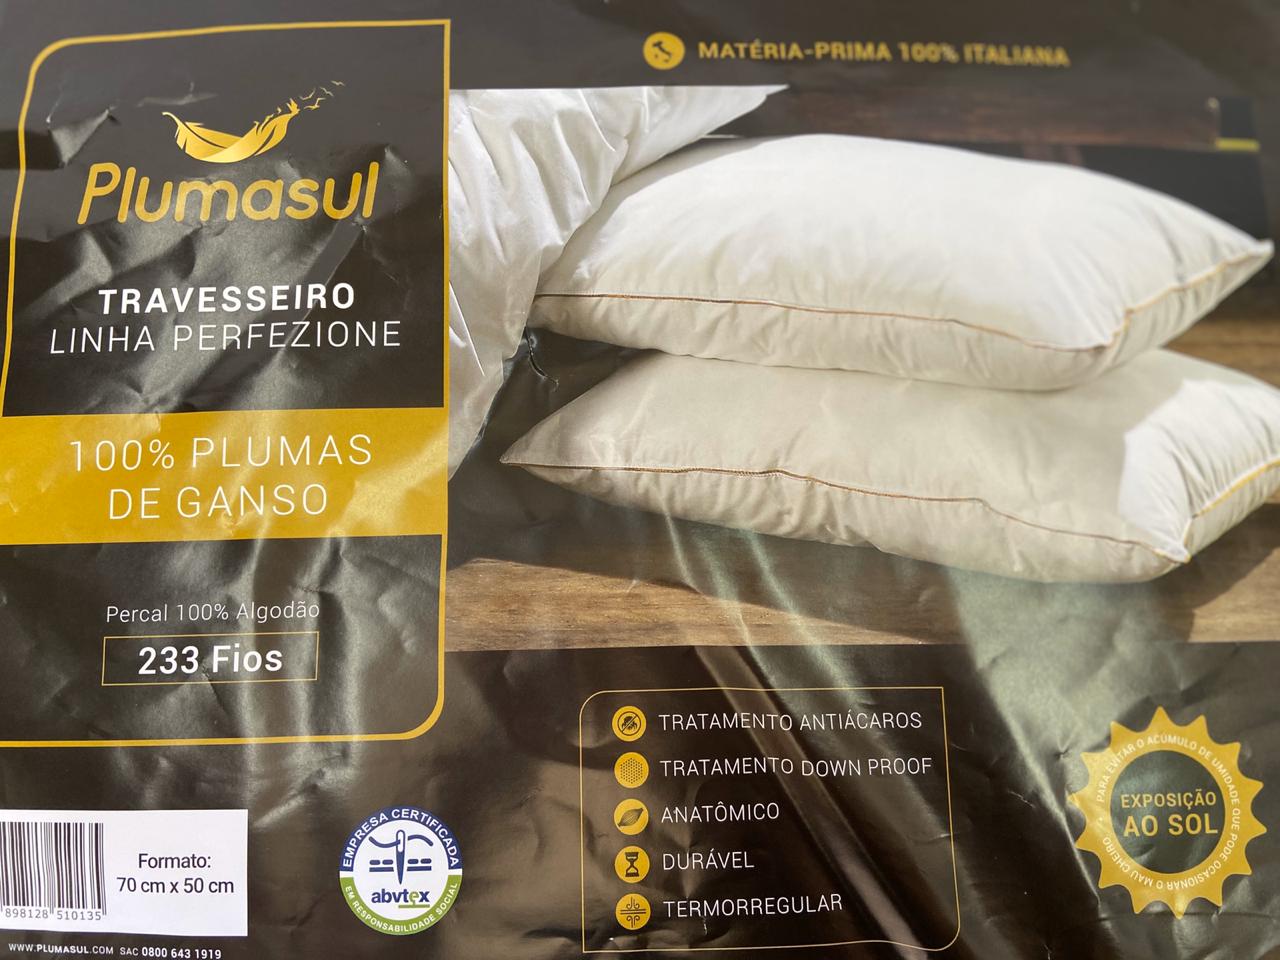 MATÉRIA-PRIMA 100% ITALIANA
Plumasul
TRAVESSEIRO
LINHA PERFEZIONE
100% PLUMAS
DE GANSO
Percal 100% Algodão
233 Fios
TRATAMENTO ANTIÁCAROS
TRATAMENTO DOWN PROOF
ANATÔMICO
DURÁVEL
TERMORREGULAR
PARA EVITAR O ACÚMULO DE UMIDADE QUE PODE OCASIONAR O MAU CHEIRO
EXPOSIÇÃO
AO SOL
898128 510135
Formato:
70 cm x 50 cm
EMPRESA CERTIFICADA
abvtex
EM RESPONSABILIDADE SOCIAL
WWW.PLUMASUL.COM SAC 0800 643 1919